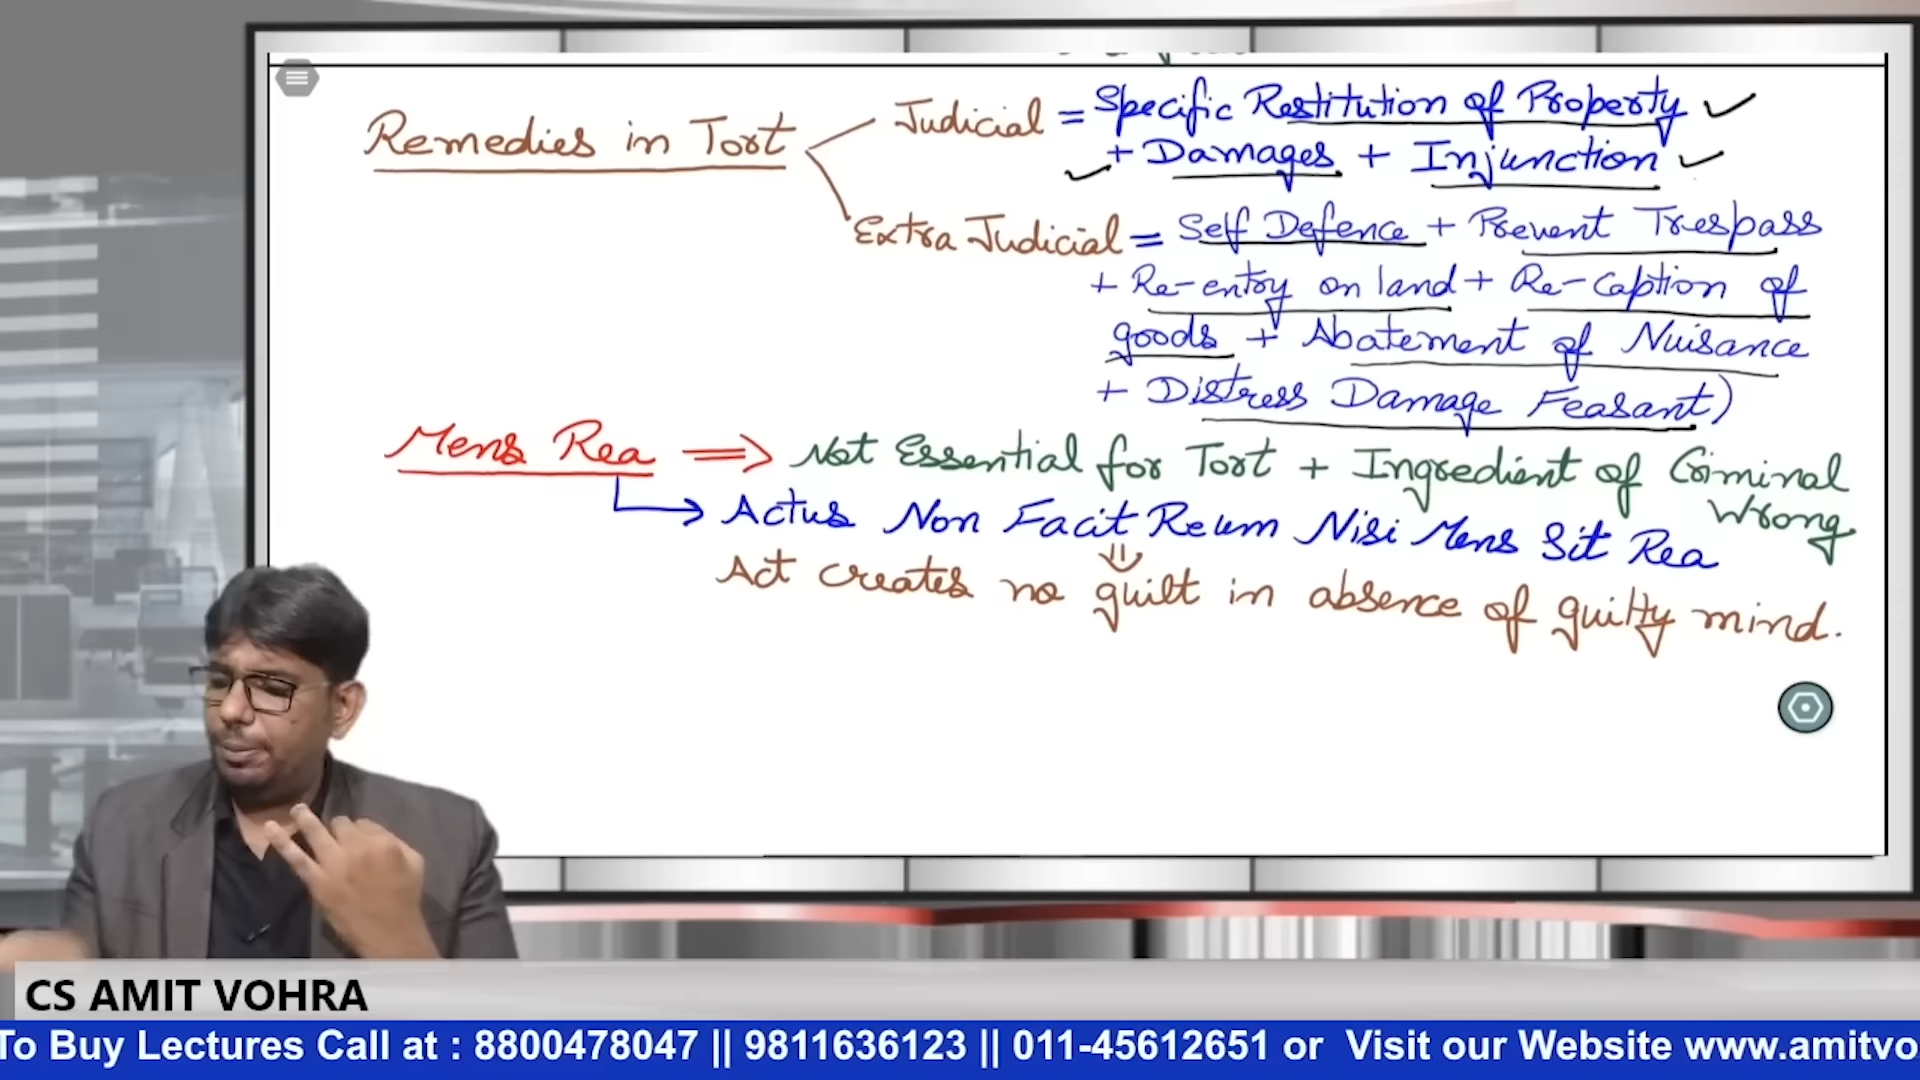 Remedies in Tort
Judicial = Specific Restitution of Property
+ Damages + Injunction
Extra Judicial = Self Defence + Prevent Trespass
+ Re-entry on land + Re-Caption of
goods + Abatement of Nuisance
+ Distress Damage Feasant)
Mens Rea ⇒ Not Essential for Tort + Ingredient of Criminal
Wrong
→ Actus Non Facit Reum Nisi Mens Sit Rea
Act creates no guilt in absence of guilty mind.
CS AMIT VOHRA
To Buy Lectures Call at : 8800478047 || 9811636123 || 011-45612651 or Visit our Website www.amitvo